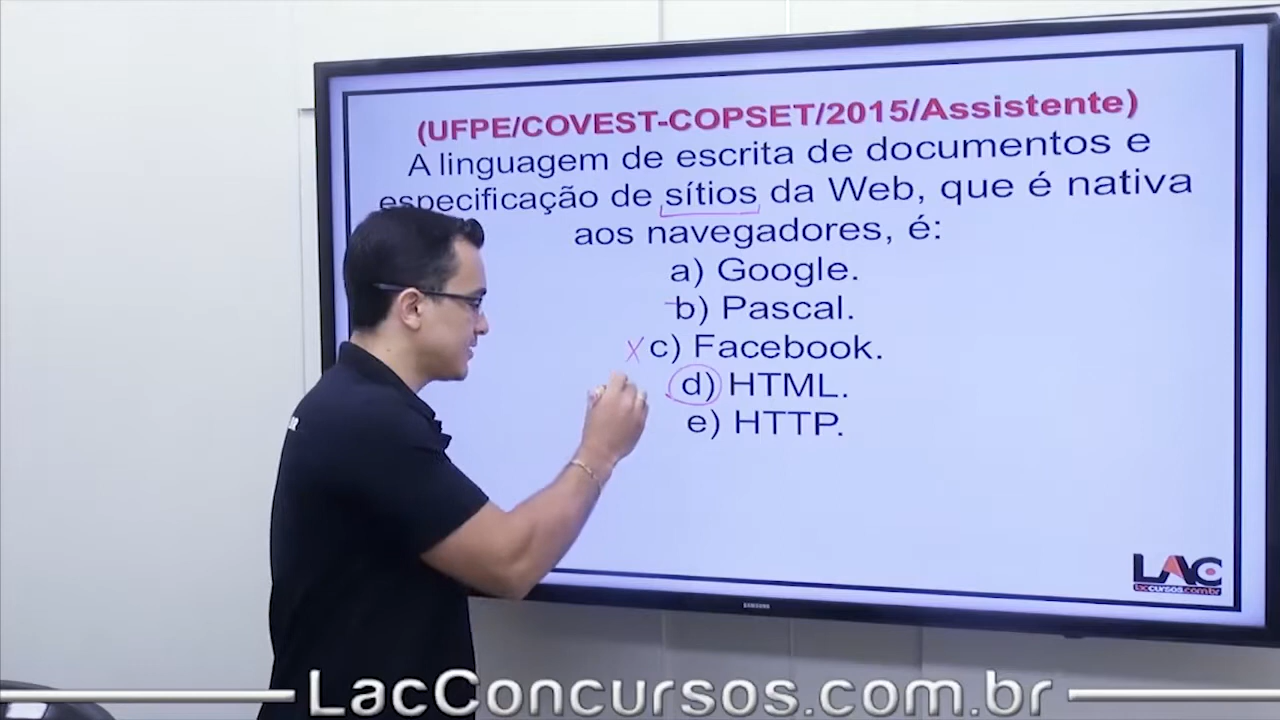 (UFPE/COVEST-COPSET/2015/Assistente)
A linguagem de escrita de documentos e
especificação de sítios da Web, que é nativa
aos navegadores, é:
a) Google.
b) Pascal.
x c) Facebook.
d) HTML.
e) HTTP.
LAC
laccursos.com.br
SAMSUNG
LacConcursos.com.br